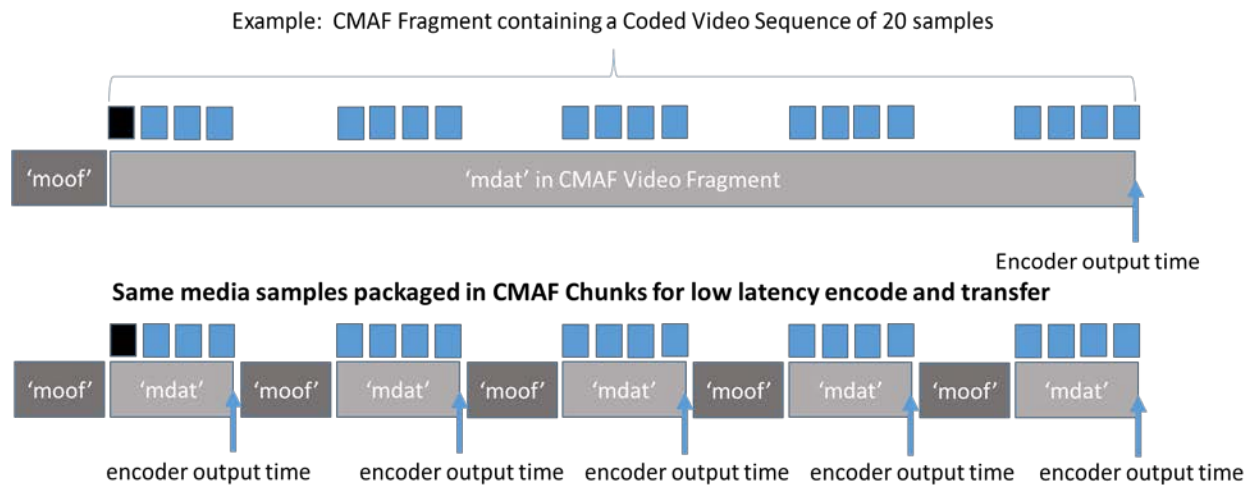 Example:  CMAF Fragment containing a Coded Video Sequence of 20 samples
‘moof’ ‘mdat’ in CMAF Video Fragment
Encoder output time
Same media samples packaged in CMAF Chunks for low latency encode and transfer
‘moof’ ‘mdat’ ‘moof’ ‘mdat’ ‘moof’ ‘mdat’ ‘moof’ ‘mdat’ ‘moof’ ‘mdat’
encoder output time encoder output time encoder output time encoder output time encoder output time